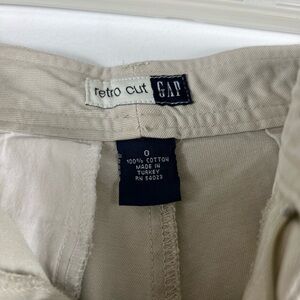 retro cut GAP
0
100% COTTON
MADE IN
TURKEY
RN 54023